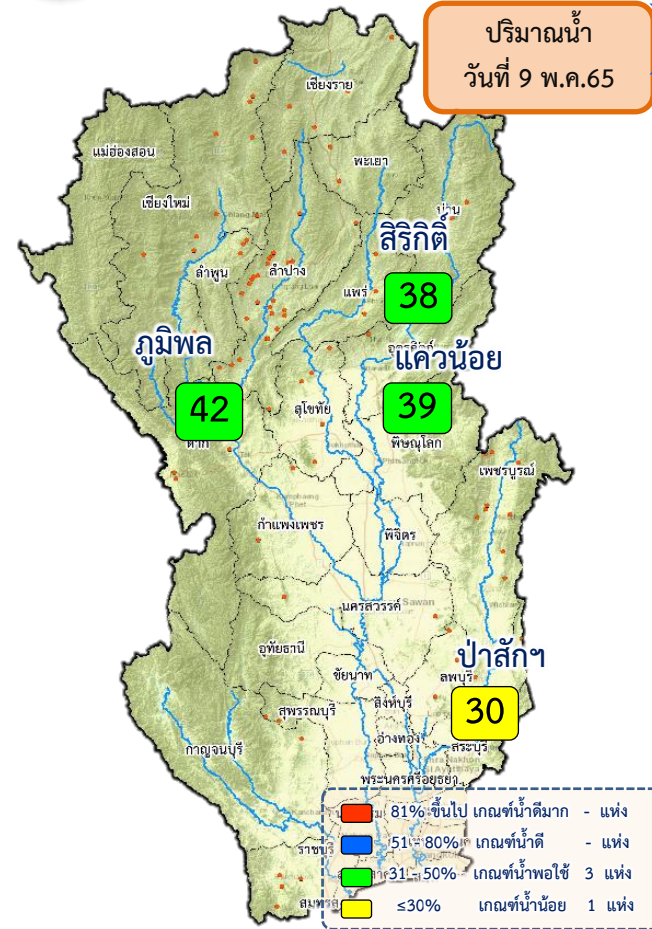 ปริมาณน้ำ
วันที่ 9 พ.ค.65
เชียงราย
แม่ฮ่องสอน
พะเยา
เชียงใหม่
น่าน
สิริกิติ์
ลำพูน
ลำปาง
แพร่
38
ภูมิพล
อุตรดิตถ์
แควน้อย
42
39
สุโขทัย
ตาก
พิษณุโลก
เพชรบูรณ์
กำแพงเพชร
พิจิตร
นครสวรรค์
Sawan
อุทัยธานี
ป่าสักฯ
ชัยนาท
ลพบุรี
สิงห์บุรี
สุพรรณบุรี
30
อ่างทอง
สระบุรี
กาญจนบุรี
พระนครศรีอยุธยา
81% ขึ้นไป เกณฑ์น้ำดีมาก - แห่ง
51 - 80% เกณฑ์น้ำดี - แห่ง
ราชบุรี
31 - 50% เกณฑ์น้ำพอใช้ 3 แห่ง
≤30% เกณฑ์น้ำน้อย 1 แห่ง